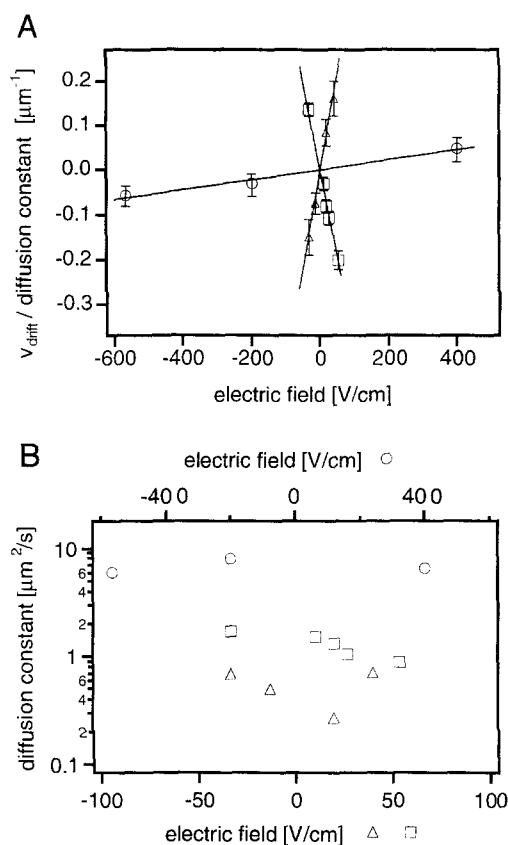 A
v_drift / diffusion constant [μm⁻¹]
0.2
0.1
0.0
-0.1
-0.2
-0.3
-600 -400 -200 0 200 400
electric field [V/cm]
B
electric field [V/cm]
-400 0 400
diffusion constant [μm²/s]
10
6
4
2
1
6
4
2
0.1
-100 -50 0 50 100
electric field [V/cm]